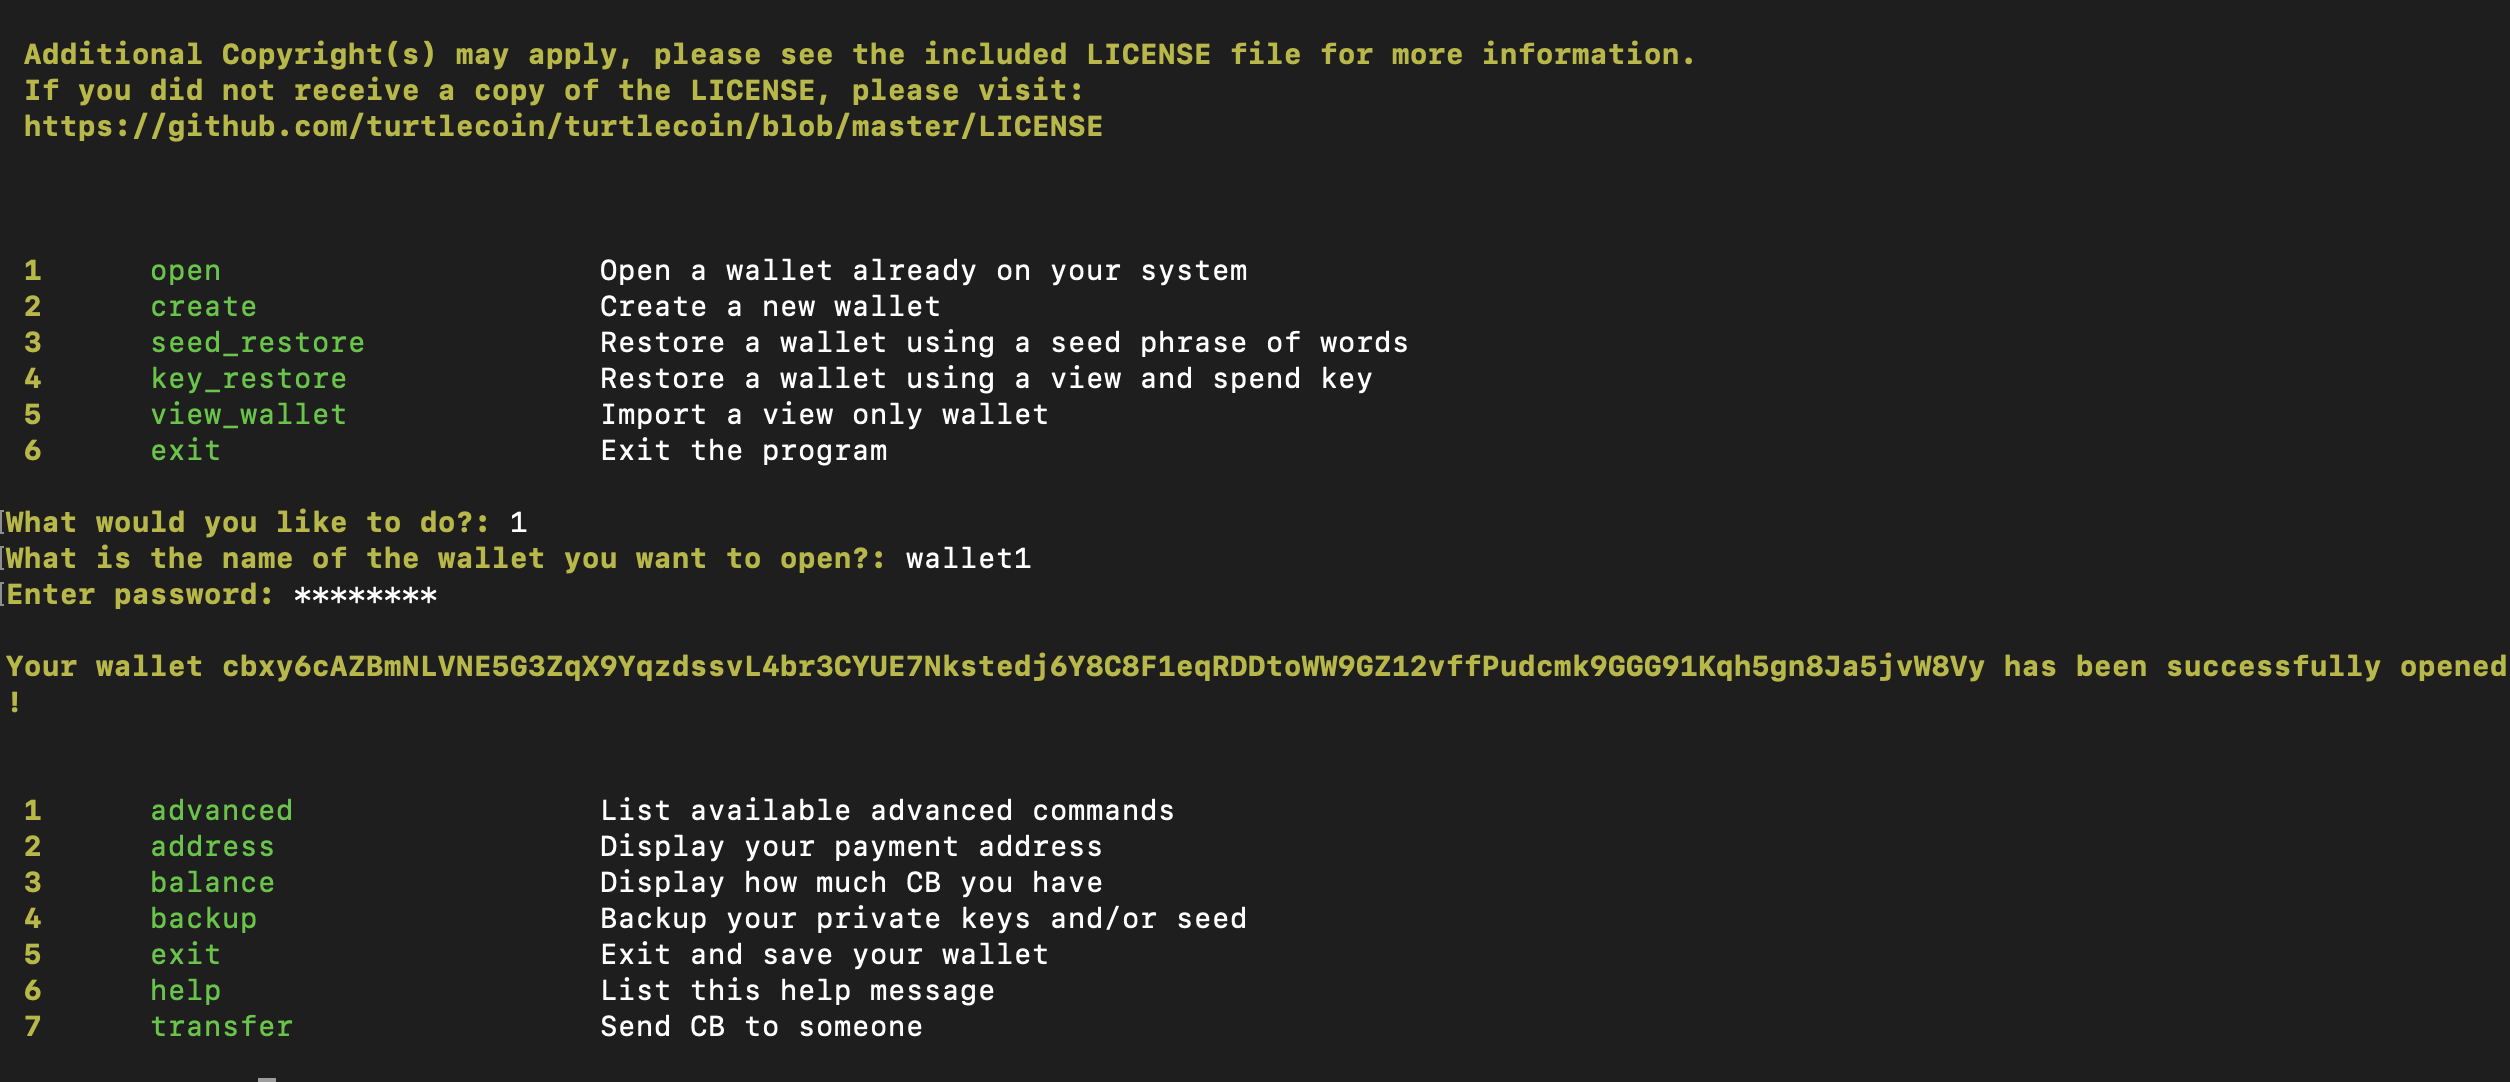 Additional Copyright(s) may apply, please see the included LICENSE file for more information.
If you did not receive a copy of the LICENSE, please visit:
https://github.com/turtlecoin/turtlecoin/blob/master/LICENSE
1 open Open a wallet already on your system
2 create Create a new wallet
3 seed_restore Restore a wallet using a seed phrase of words
4 key_restore Restore a wallet using a view and spend key
5 view_wallet Import a view only wallet
6 exit Exit the program
What would you like to do?: 1
What is the name of the wallet you want to open?: wallet1
Enter password: ********
Your wallet cbxy6cAZBmNLVNE5G3ZqX9YqzdssvL4br3CYUE7Nkstedj6Y8C8F1eqRDDtoWW9GZ12vffPudcmk9GGG91Kqh5gn8Ja5jvW8Vy has been successfully opened
!
1 advanced List available advanced commands
2 address Display your payment address
3 balance Display how much CB you have
4 backup Backup your private keys and/or seed
5 exit Exit and save your wallet
6 help List this help message
7 transfer Send CB to someone